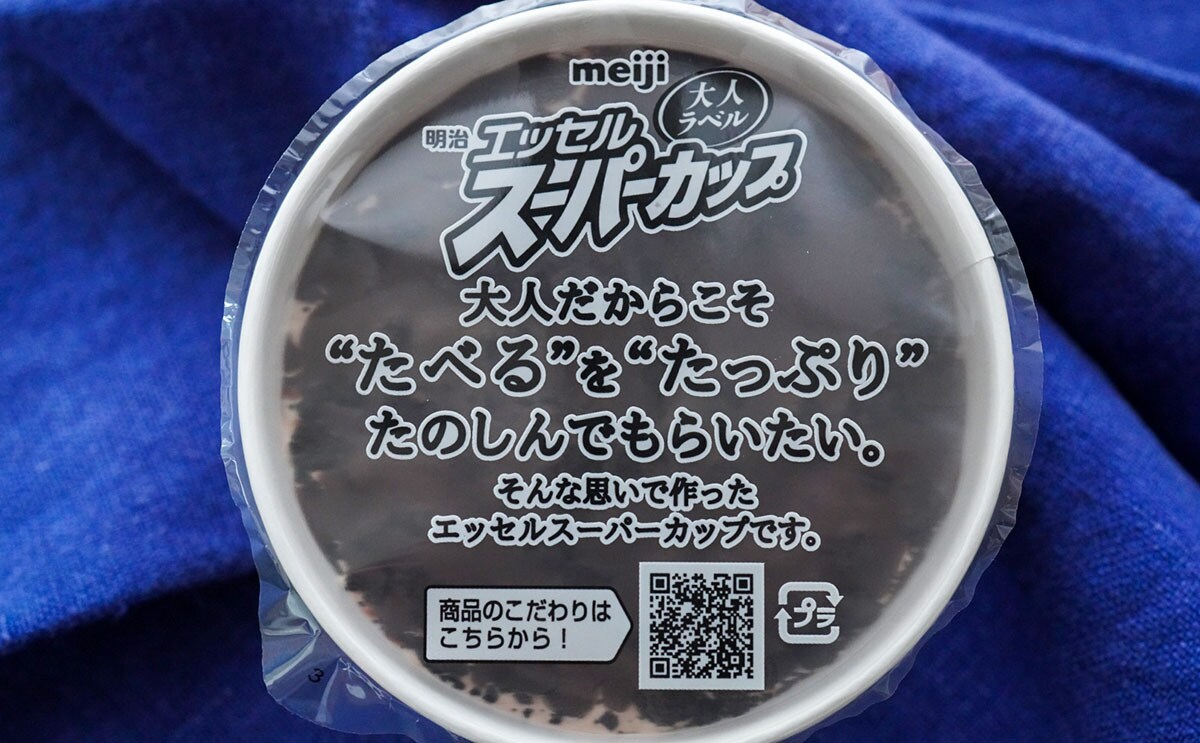 meiji
大人
ラベル
明治 エッセル
スーパーカップ
大人だからこそ
“たべる”を“たっぷり”
たのしんでもらいたい。
そんな思いで作った
エッセルスーパーカップです。
商品のこだわりは
こちらから!
プラ
3